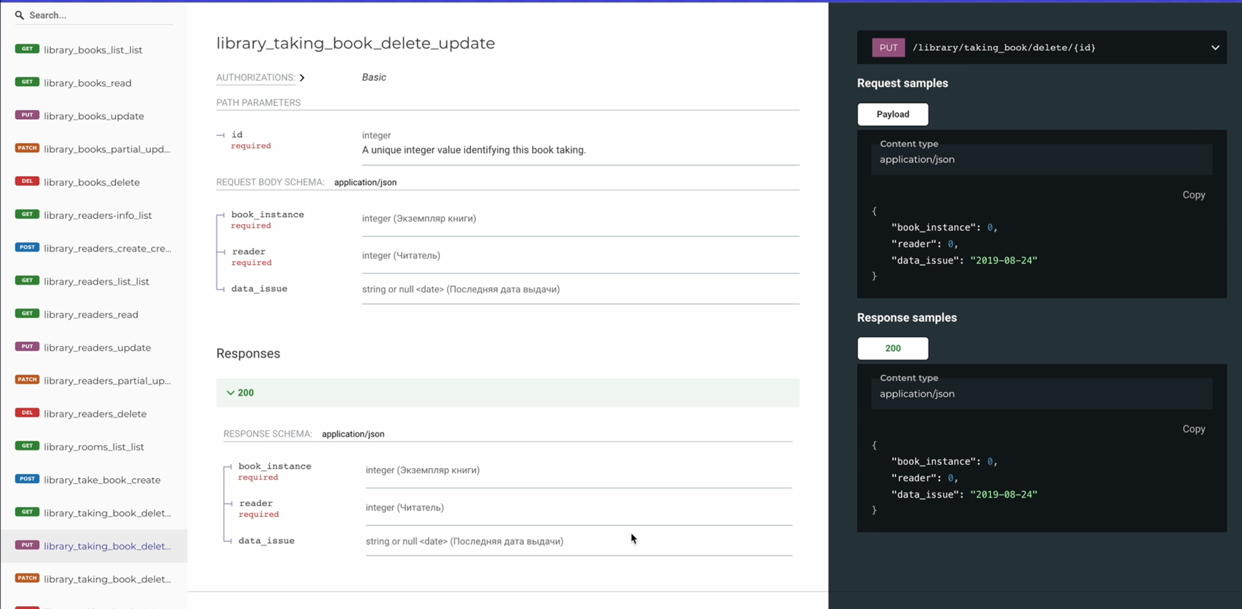 Search...
GET library_books_list_list
GET library_books_read
PUT library_books_update
PATCH library_books_partial_upd...
DEL library_books_delete
GET library_readers-info_list
POST library_readers_create_cre...
GET library_readers_list_list
GET library_readers_read
PUT library_readers_update
PATCH library_readers_partial_up...
DEL library_readers_delete
GET library_rooms_list_list
POST library_take_book_create
GET library_taking_book_delet...
PUT library_taking_book_delet...
PATCH library_taking_book_delet...
library_taking_book_delete_update
AUTHORIZATIONS: Basic
PATH PARAMETERS
id integer
required A unique integer value identifying this book taking.
REQUEST BODY SCHEMA: application/json
book_instance integer (Экземпляр книги)
required
reader integer (Читатель)
required
data_issue string or null <date> (Последняя дата выдачи)
Responses
200
RESPONSE SCHEMA: application/json
book_instance integer (Экземпляр книги)
required
reader integer (Читатель)
required
data_issue string or null <date> (Последняя дата выдачи)
PUT /library/taking_book/delete/{id}
Request samples
Payload
Content type
application/json
Copy
{
"book_instance": 0,
"reader": 0,
"data_issue": "2019-08-24"
}
Response samples
200
Content type
application/json
Copy
{
"book_instance": 0,
"reader": 0,
"data_issue": "2019-08-24"
}